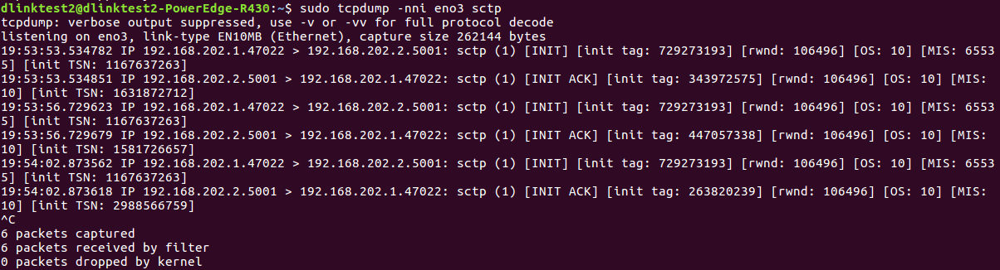 dlinktest2@dlinktest2-PowerEdge-R430:~$ sudo tcpdump -nni eno3 sctp
tcpdump: verbose output suppressed, use -v or -vv for full protocol decode
listening on eno3, link-type EN10MB (Ethernet), capture size 262144 bytes
19:53:53.534782 IP 192.168.202.1.47022 > 192.168.202.2.5001: sctp (1) [INIT] [init tag: 729273193] [rwnd: 106496] [OS: 10] [MIS: 6553
5] [init TSN: 1167637263]
19:53:53.534851 IP 192.168.202.2.5001 > 192.168.202.1.47022: sctp (1) [INIT ACK] [init tag: 343972575] [rwnd: 106496] [OS: 10] [MIS:
10] [init TSN: 1631872712]
19:53:56.729623 IP 192.168.202.1.47022 > 192.168.202.2.5001: sctp (1) [INIT] [init tag: 729273193] [rwnd: 106496] [OS: 10] [MIS: 6553
5] [init TSN: 1167637263]
19:53:56.729679 IP 192.168.202.2.5001 > 192.168.202.1.47022: sctp (1) [INIT ACK] [init tag: 447057338] [rwnd: 106496] [OS: 10] [MIS:
10] [init TSN: 1581726657]
19:54:02.873562 IP 192.168.202.1.47022 > 192.168.202.2.5001: sctp (1) [INIT] [init tag: 729273193] [rwnd: 106496] [OS: 10] [MIS: 6553
5] [init TSN: 1167637263]
19:54:02.873618 IP 192.168.202.2.5001 > 192.168.202.1.47022: sctp (1) [INIT ACK] [init tag: 263820239] [rwnd: 106496] [OS: 10] [MIS:
10] [init TSN: 2988566759]
^C
6 packets captured
6 packets received by filter
0 packets dropped by kernel